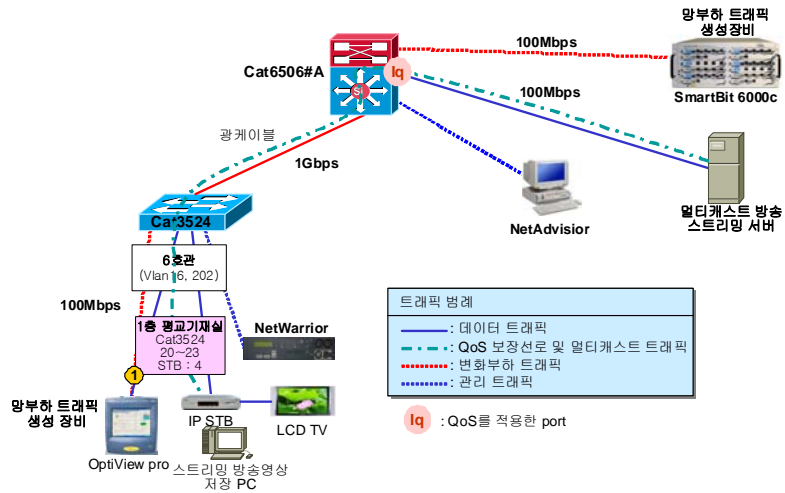 망부하 트래픽
생성장비
100Mbps
Cat6506#A
Iq
Si
SmartBit 6000c
100Mbps
광케이블
1Gbps
Cat3524
NetAdvisior
멀티캐스트 방송
스트리밍 서버
6호관
(Vlan16, 202)
100Mbps
1층 평교기재실
Cat3524
20~23
STB : 4
NetWarrior
1
망부하 트래픽
생성 장비
OptiView pro
IP STB
LCD TV
스트리밍 방송영상
저장 PC
트래픽 범례
: 데이터 트래픽
: QoS 보장선로 및 멀티캐스트 트래픽
: 변화부하 트래픽
: 관리 트래픽
Iq : QoS를 적용한 port